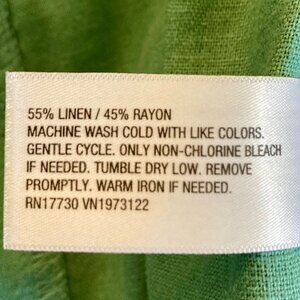 55% LINEN / 45% RAYON
MACHINE WASH COLD WITH LIKE COLORS.
GENTLE CYCLE. ONLY NON-CHLORINE BLEACH
IF NEEDED. TUMBLE DRY LOW. REMOVE
PROMPTLY. WARM IRON IF NEEDED.
RN17730 VN1973122